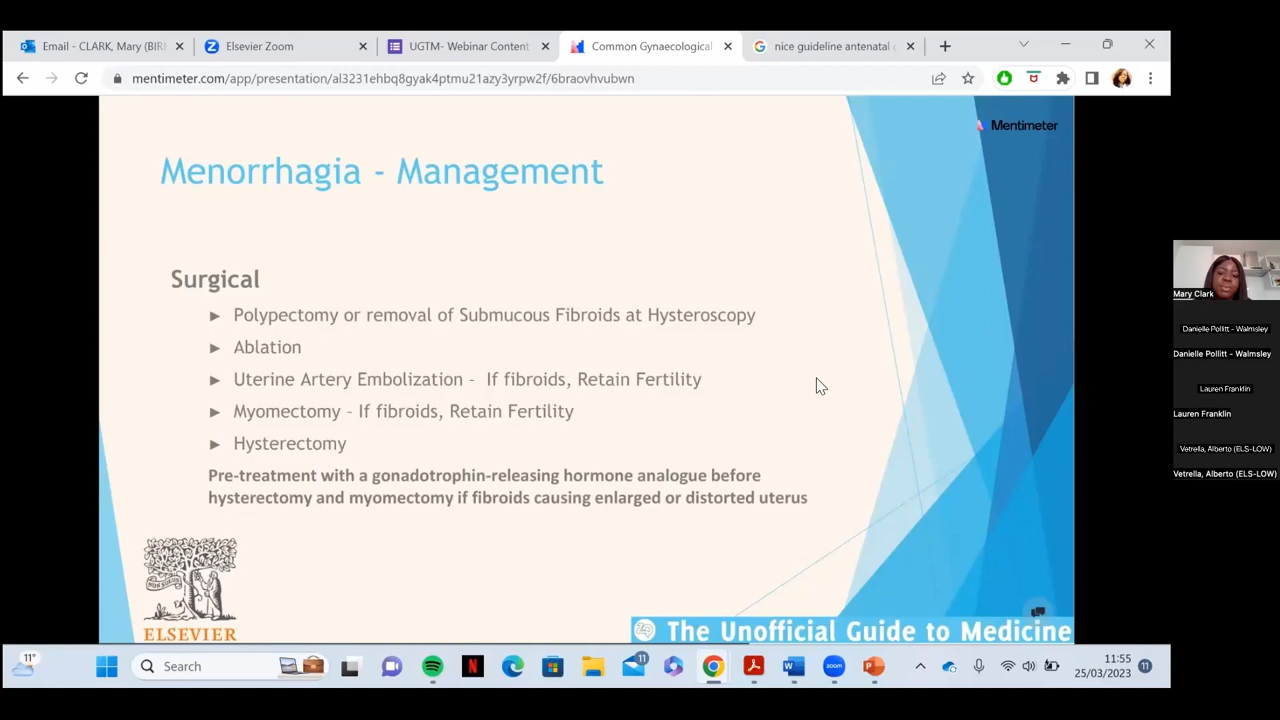 Email - CLARK, Mary (BIR
Elsevier Zoom
UGTM- Webinar Content
Common Gynaecological
nice guideline antenatal c
mentimeter.com/app/presentation/al3231ehbq8gyak4ptmu21azy3yrpw2f/6braovhvubwn
Mentimeter
Menorrhagia - Management
Surgical
► Polypectomy or removal of Submucous Fibroids at Hysteroscopy
► Ablation
► Uterine Artery Embolization - If fibroids, Retain Fertility
► Myomectomy – If fibroids, Retain Fertility
► Hysterectomy
Pre-treatment with a gonadotrophin-releasing hormone analogue before
hysterectomy and myomectomy if fibroids causing enlarged or distorted uterus
NON SOLUS
ELSEVIER
The Unofficial Guide to Medicine
Mary Clark
Danielle Pollitt - Walmsley
Danielle Pollitt - Walmsley
Lauren Franklin
Lauren Franklin
Vetrella, Alberto (ELS-LOW)
Vetrella, Alberto (ELS-LOW)
11°
Search
11
zoom
11:55
25/03/2023
11